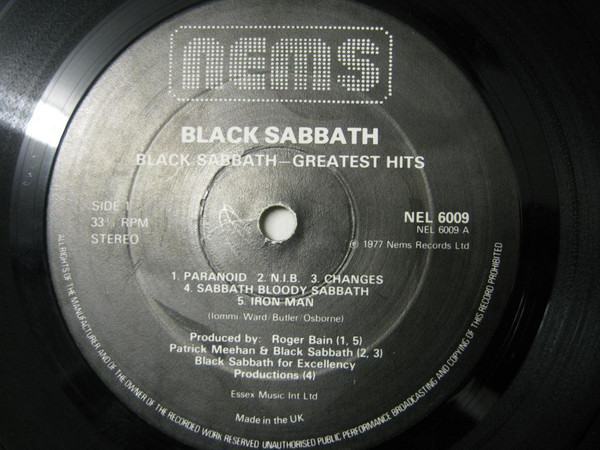 nems
BLACK SABBATH
BLACK SABBATH—GREATEST HITS
SIDE 1
33⅓ RPM
STEREO
NEL 6009
NEL 6009 A
℗ 1977 Nems Records Ltd
1. PARANOID 2. N.I.B. 3. CHANGES
4. SABBATH BLOODY SABBATH
5. IRON MAN
(Iommi/Ward/Butler/Osborne)
Produced by: Roger Bain (1, 5)
Patrick Meehan & Black Sabbath (2, 3)
Black Sabbath for Excellency
Productions (4)
Essex Music Int Ltd
Made in the UK
ALL RIGHTS OF THE MANUFACTURER AND OF THE OWNER OF THE RECORDED WORK RESERVED UNAUTHORISED PUBLIC PERFORMANCE BROADCASTING AND COPYING OF THIS RECORD PROHIBITED